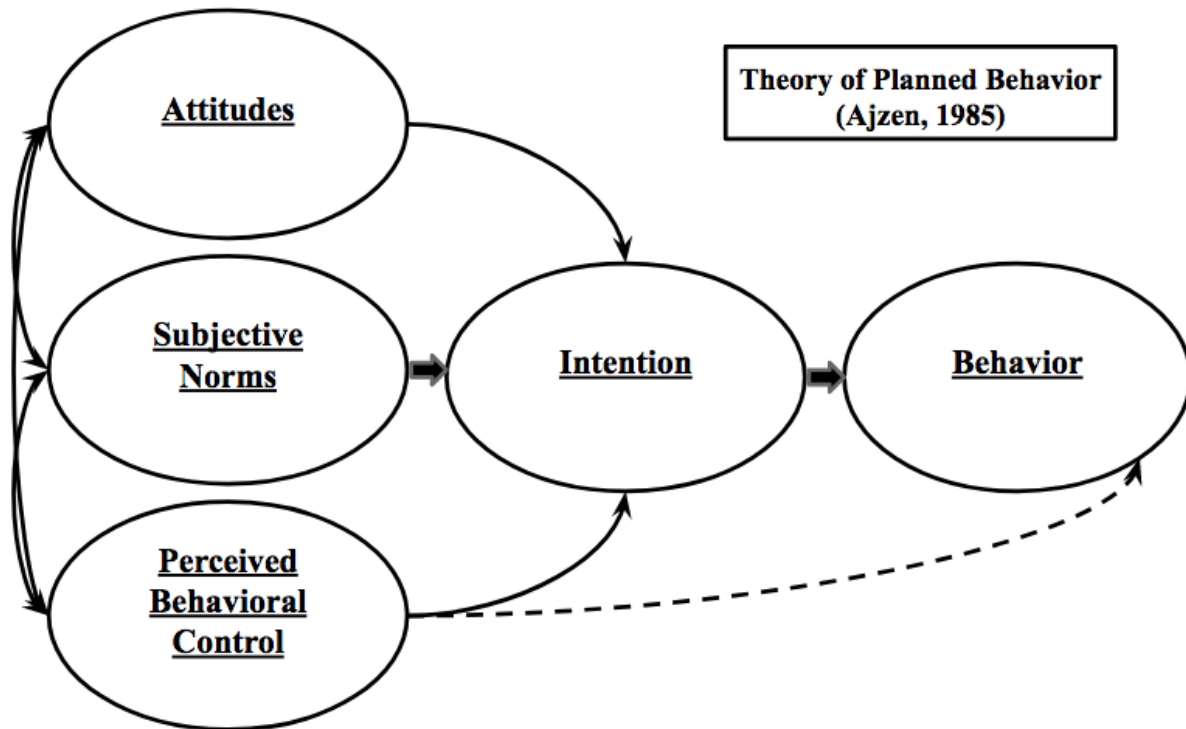 Theory of Planned Behavior
(Ajzen, 1985)
Attitudes
Subjective
Norms
Intention
Behavior
Perceived
Behavioral
Control